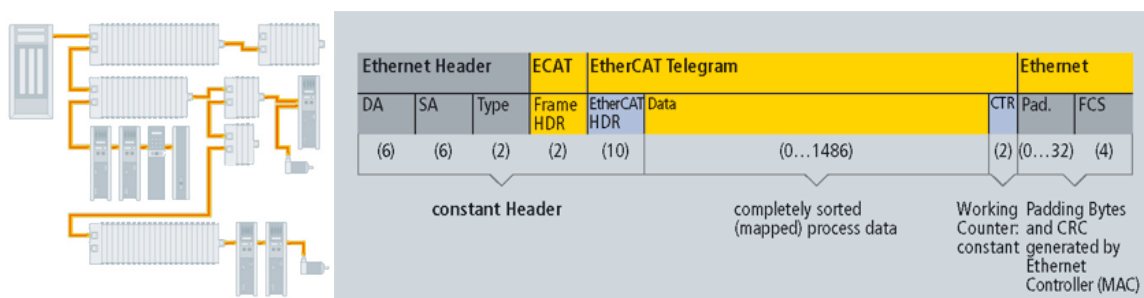 Ethernet Header ECAT EtherCAT Telegram Ethernet
DA SA Type Frame HDR EtherCAT HDR Data CTR Pad. FCS
(6) (6) (2) (2) (10) (0...1486) (2) (0...32) (4)
constant Header
completely sorted
(mapped) process data
Working
Counter:
constant
Padding Bytes
and CRC
generated by
Ethernet
Controller (MAC)